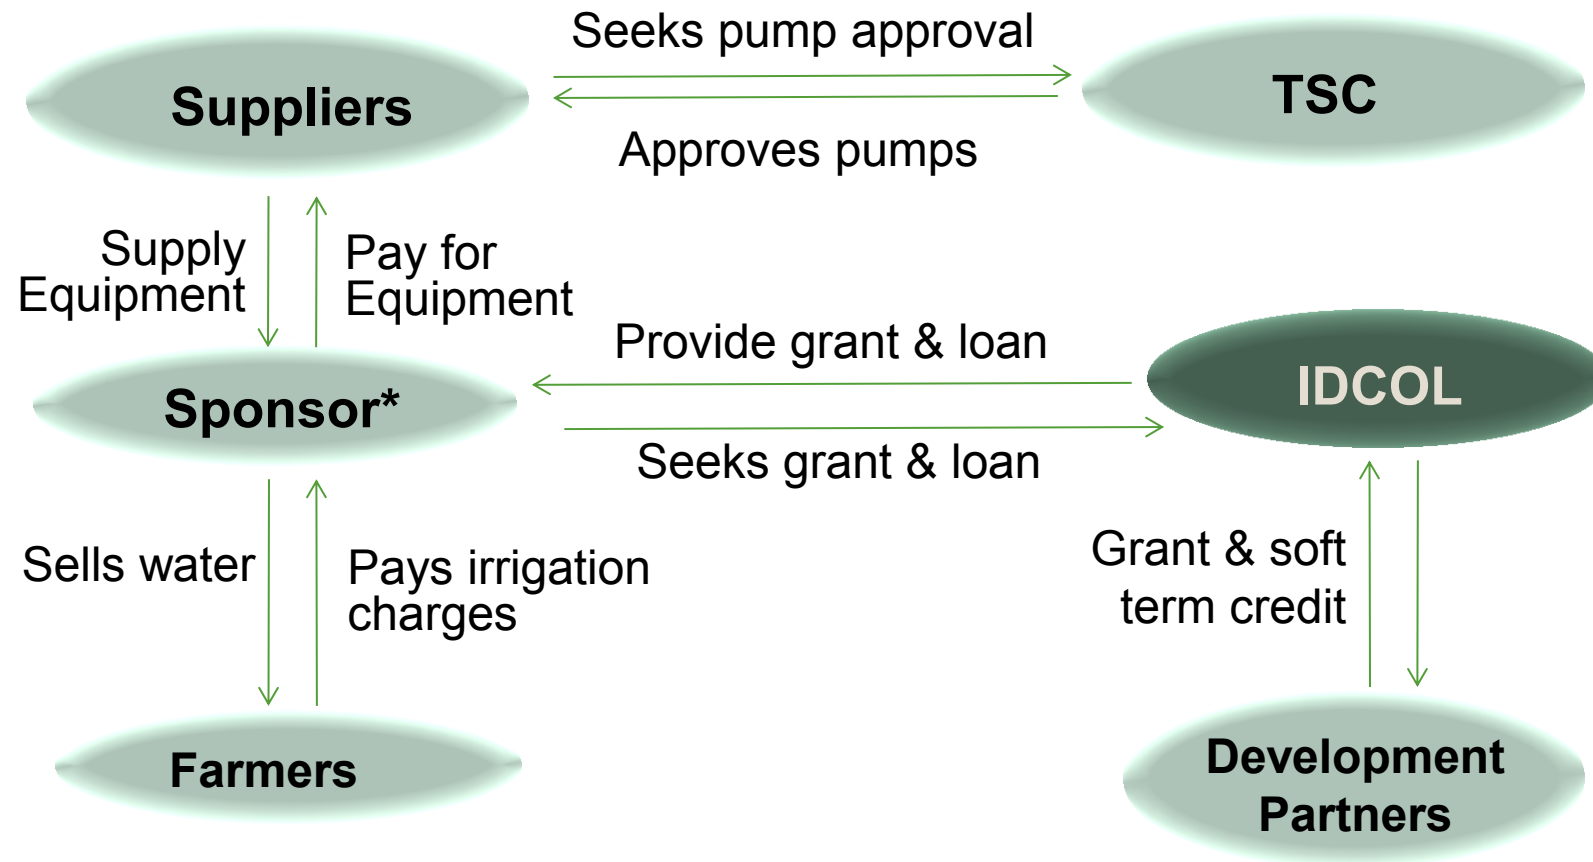 Seeks pump approval
Suppliers
TSC
Approves pumps
Supply
Equipment
Pay for
Equipment
Provide grant & loan
IDCOL
Sponsor*
Seeks grant & loan
Sells water
Pays irrigation
charges
Grant & soft
term credit
Farmers
Development
Partners